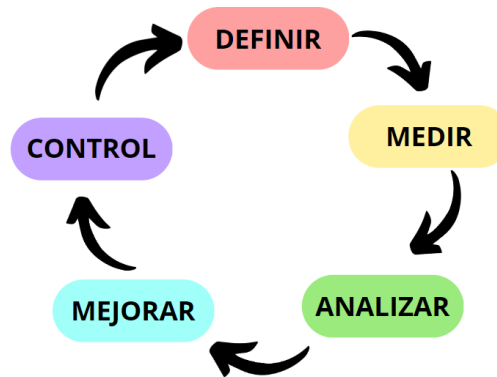 DEFINIR
MEDIR
ANALIZAR
MEJORAR
CONTROL